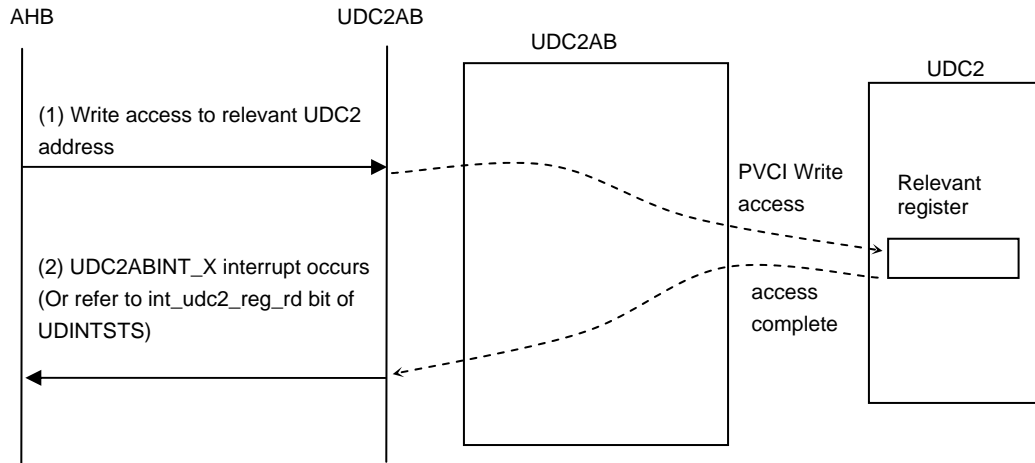 AHB
UDC2AB
UDC2AB
UDC2
(1) Write access to relevant UDC2
address
PVCI Write
access
Relevant
register
(2) UDC2ABINT_X interrupt occurs
(Or refer to int_udc2_reg_rd bit of
UDINTSTS)
access
complete